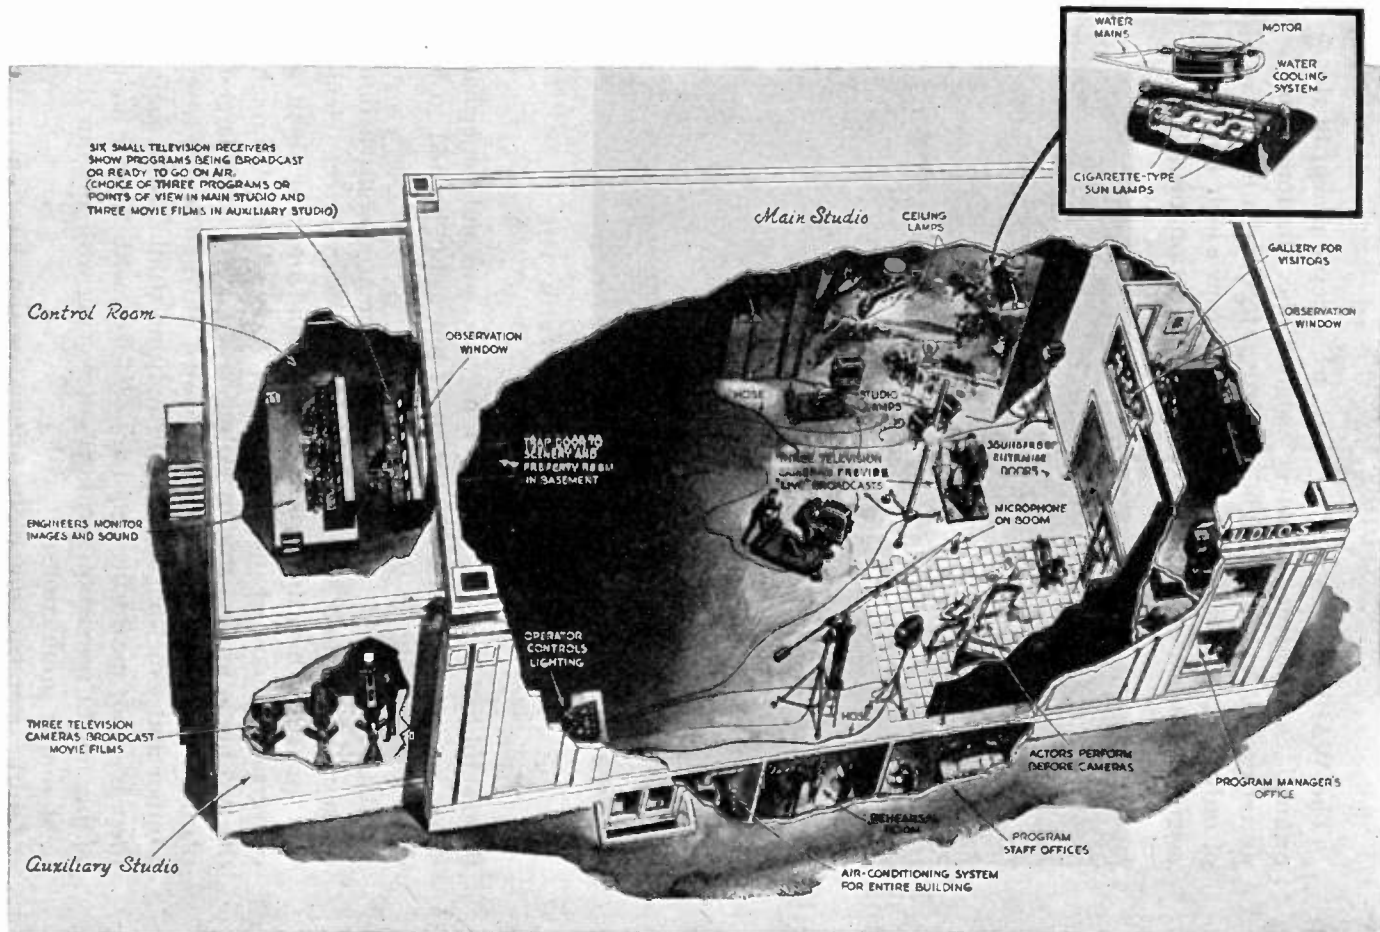 WATER
MAINS
MOTOR
WATER
COOLING
SYSTEM
CIGARETTE-TYPE
SUN LAMPS
SIX SMALL TELEVISION RECEIVERS
SHOW PROGRAMS BEING BROADCAST
OR READY TO GO ON AIR.
(CHOICE OF THREE PROGRAMS OR
POINTS OF VIEW IN MAIN STUDIO AND
THREE MOVIE FILMS IN AUXILIARY STUDIO)
Main Studio
CEILING
LAMPS
GALLERY FOR
VISITORS
Control Room
OBSERVATION
WINDOW
OBSERVATION
WINDOW
HOSE
STUDIO
LAMPS
TRAP DOOR TO
SCENERY AND
PROPERTY ROOM
IN BASEMENT
THREE TELEVISION
CAMERAS PROVIDE
"LIVE" BROADCASTS
SOUNDPROOF
ENTRANCE
DOORS
MICROPHONE
ON BOOM
ENGINEERS MONITOR
IMAGES AND SOUND
UDIOS
OPERATOR
CONTROLS
LIGHTING
HOSE
THREE TELEVISION
CAMERAS BROADCAST
MOVIE FILMS
ACTORS PERFORM
BEFORE CAMERAS
PROGRAM MANAGER'S
OFFICE
REHEARSAL
ROOM
PROGRAM
STAFF OFFICES
Auxiliary Studio
AIR-CONDITIONING SYSTEM
FOR ENTIRE BUILDING